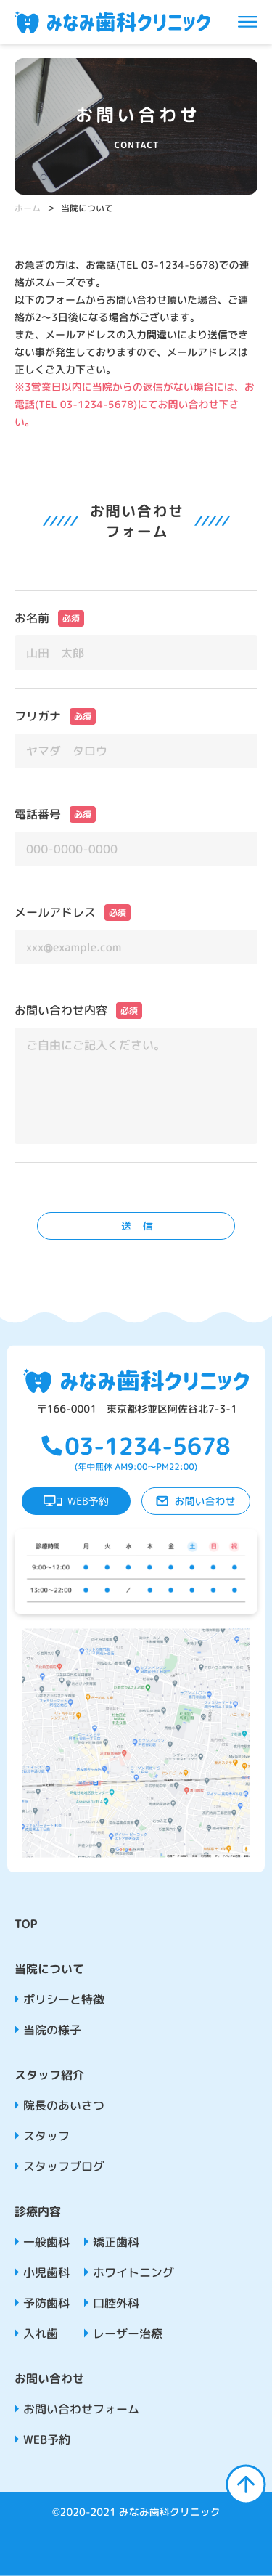 みなみ歯科クリニック
お問い合わせ
CONTACT
ホーム > 当院について
お急ぎの方は、お電話(TEL 03-1234-5678)での連
絡がスムーズです。
以下のフォームからお問い合わせ頂いた場合、ご連
絡が2〜3日後になる場合がございます。
また、メールアドレスの入力間違いにより送信でき
ない事が発生しておりますので、メールアドレスは
正しくご入力下さい。
※3営業日以内に当院からの返信がない場合には、お
電話(TEL 03-1234-5678)にてお問い合わせ下さ
い。
お問い合わせ
フォーム
お名前 必須
山田 太郎
フリガナ 必須
ヤマダ タロウ
電話番号 必須
000-0000-0000
メールアドレス 必須
xxx@example.com
お問い合わせ内容 必須
ご自由にご記入ください。
送 信
みなみ歯科クリニック
〒166-0001 東京都杉並区阿佐谷北7-3-1
03-1234-5678
(年中無休 AM9:00〜PM22:00)
WEB予約 お問い合わせ
診療時間 月 火 水 木 金 土 日 祝
9:00〜12:00 ● ● ● ● ● ● ● ●
13:00〜22:00 ● ● / ● ● ● ● ●
TOP
当院について
ポリシーと特徴
当院の様子
スタッフ紹介
院長のあいさつ
スタッフ
スタッフブログ
診療内容
一般歯科 矯正歯科
小児歯科 ホワイトニング
予防歯科 口腔外科
入れ歯 レーザー治療
お問い合わせ
お問い合わせフォーム
WEB予約
©2020-2021 みなみ歯科クリニック